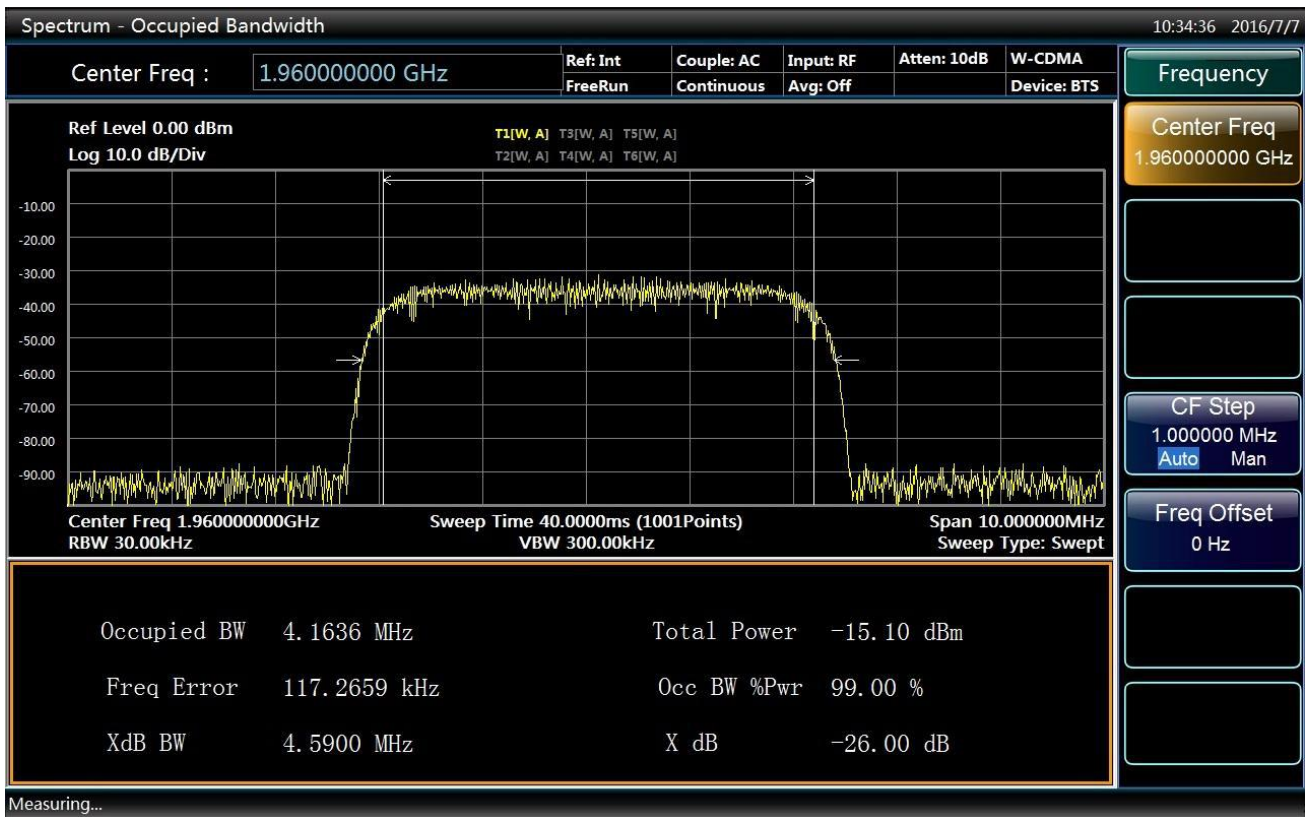 Spectrum - Occupied Bandwidth
10:34:36 2016/7/7
Center Freq : 1.960000000 GHz
Ref: Int Couple: AC Input: RF Atten: 10dB W-CDMA
FreeRun Continuous Avg: Off Device: BTS
Frequency
Ref Level 0.00 dBm
Log 10.0 dB/Div
T1[W, A] T3[W, A] T5[W, A]
T2[W, A] T4[W, A] T6[W, A]
-10.00
-20.00
-30.00
-40.00
-50.00
-60.00
-70.00
-80.00
-90.00
Center Freq 1.960000000GHz Sweep Time 40.0000ms (1001Points) Span 10.000000MHz
RBW 30.00kHz VBW 300.00kHz Sweep Type: Swept
Center Freq
1.960000000 GHz
CF Step
1.000000 MHz
Auto Man
Freq Offset
0 Hz
Occupied BW 4.1636 MHz Total Power -15.10 dBm
Freq Error 117.2659 kHz Occ BW %Pwr 99.00 %
XdB BW 4.5900 MHz X dB -26.00 dB
Measuring...